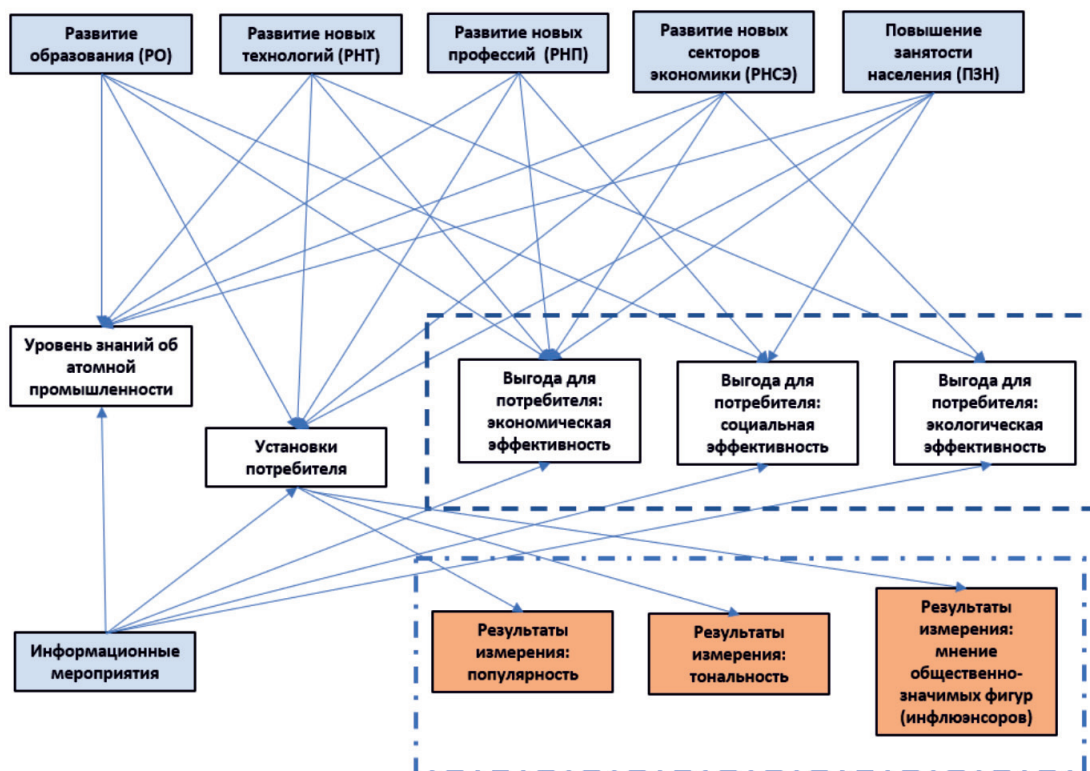 Развитие
образования (РО)
Развитие новых
технологий (РНТ)
Развитие новых
профессий (РНП)
Развитие новых
секторов
экономики (РНСЭ)
Повышение
занятости
населения (ПЗН)
Уровень знаний об
атомной
промышленности
Установки
потребителя
Выгода для
потребителя:
экономическая
эффективность
Выгода для
потребителя:
социальная
эффективность
Выгода для
потребителя:
экологическая
эффективность
Информационные
мероприятия
Результаты
измерения:
популярность
Результаты
измерения:
тональность
Результаты
измерения:
мнение
общественно-
значимых фигур
(инфлюэнсоров)